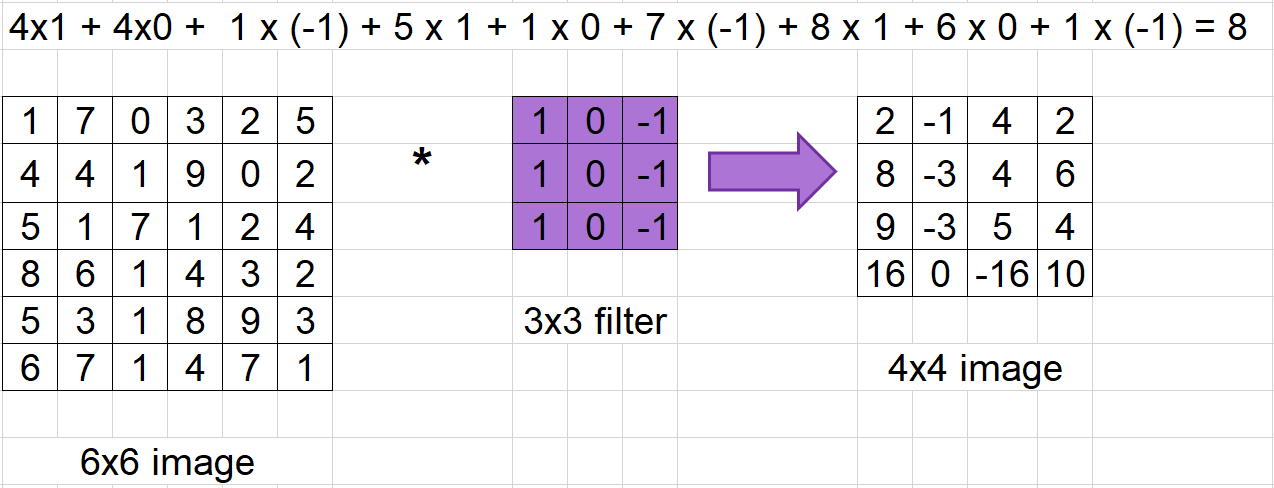 4x1 + 4x0 + 1 x (-1) + 5 x 1 + 1 x 0 + 7 x (-1) + 8 x 1 + 6 x 0 + 1 x (-1) = 8
1 7 0 3 2 5 1 0 -1 2 -1 4 2
4 4 1 9 0 2 * 1 0 -1 8 -3 4 6
5 1 7 1 2 4 1 0 -1 9 -3 5 4
8 6 1 4 3 2 16 0 -16 10
5 3 1 8 9 3 3x3 filter
6 7 1 4 7 1 4x4 image
6x6 image